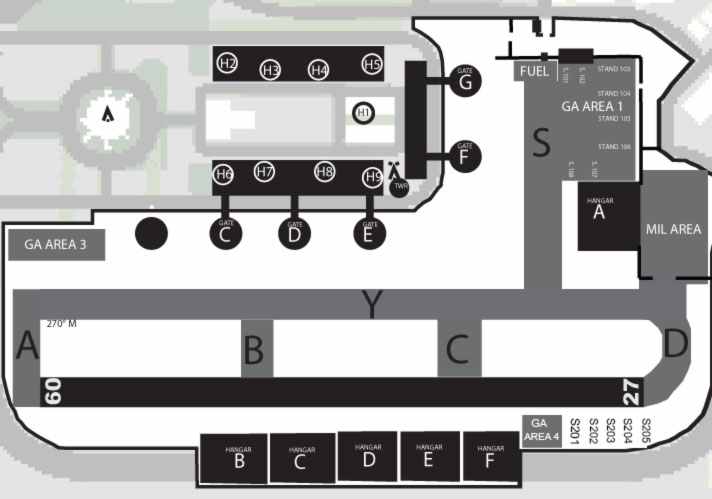 H2
H3
H4
H5
H1
H6
H7
H8
H9
TWR
GATE
G
GATE
F
GATE
C
GATE
D
GATE
E
FUEL
S
S. 101
S. 102
STAND 103
STAND 104
GA AREA 1
STAND 105
STAND 106
S. 108
S. 107
HANGAR
A
MIL AREA
GA AREA 3
Y
270° M
A
B
C
D
60
27
HANGAR
B
HANGAR
C
HANGAR
D
HANGAR
E
HANGAR
F
GA
AREA 4
S201
S202
S203
S204
S205